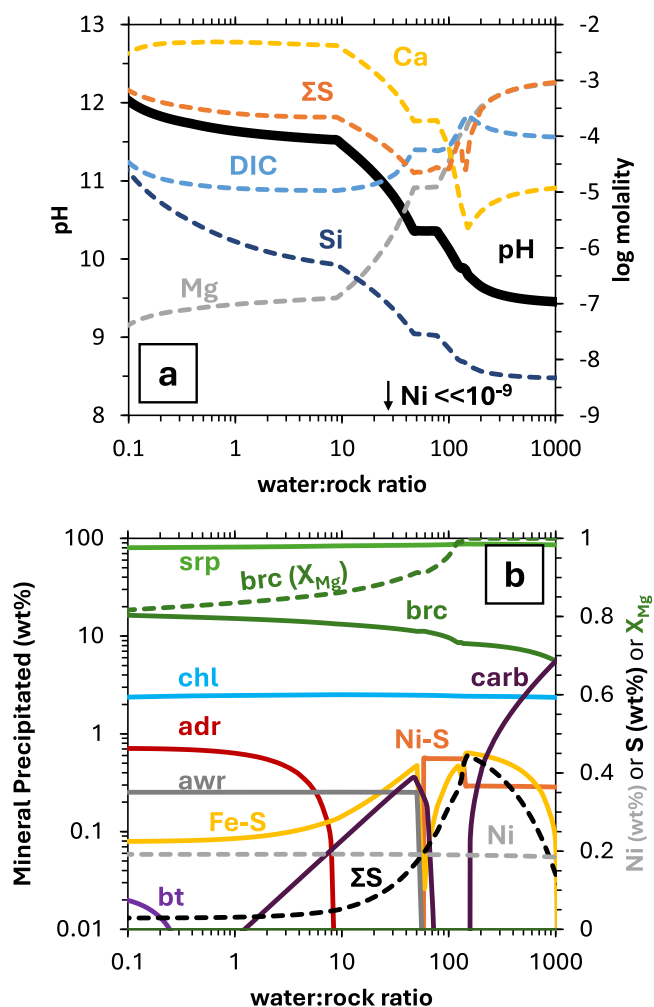 13
12
11
10
9
8
pH
-2
-3
-4
-5
-6
-7
-8
-9
log molality
Ca
ΣS
DIC
Si
Mg
pH
a
Ni <<10⁻⁹
0.1
1
10
100
1000
water:rock ratio
100
10
1
0.1
0.01
Mineral Precipitated (wt%)
1
0.8
0.6
0.4
0.2
0
Ni (wt%) or S (wt%) or X_Mg
srp
b
brc (X_Mg)
brc
chl
carb
adr
Ni-S
awr
Fe-S
Ni
ΣS
bt
0.1
1
10
100
1000
water:rock ratio